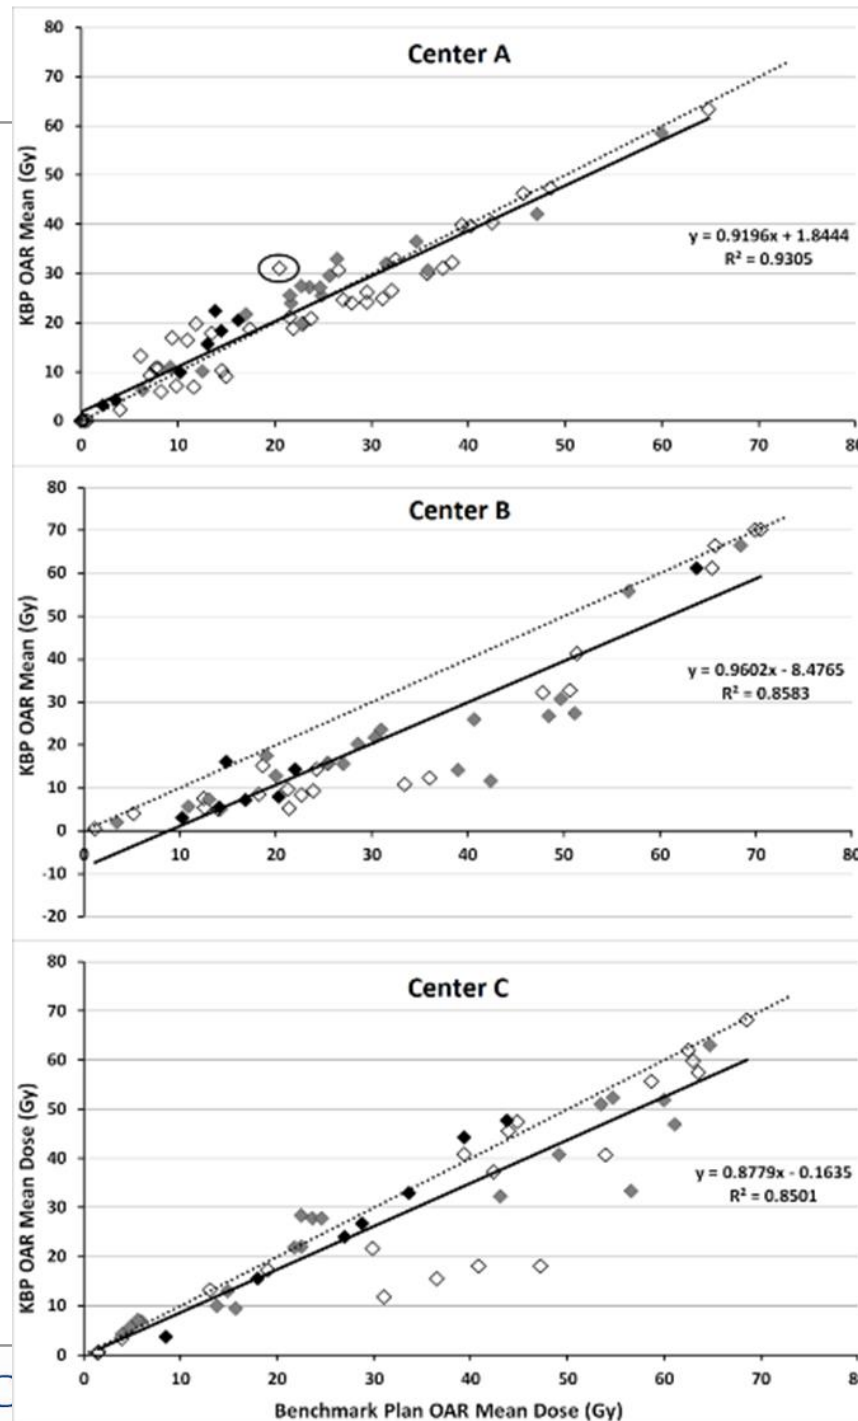 Center A
KBP OAR Mean (Gy)
80
70
60
50
40
30
20
10
0
y = 0.9196x + 1.8444
R² = 0.9305
0 10 20 30 40 50 60 70
Center B
KBP OAR Mean (Gy)
80
70
60
50
40
30
20
10
0
-10
-20
y = 0.9602x - 8.4765
R² = 0.8583
0 10 20 30 40 50 60 70
Center C
KBP OAR Mean Dose (Gy)
80
70
60
50
40
30
20
10
0
y = 0.8779x - 0.1635
R² = 0.8501
0 10 20 30 40 50 60 70
Benchmark Plan OAR Mean Dose (Gy)